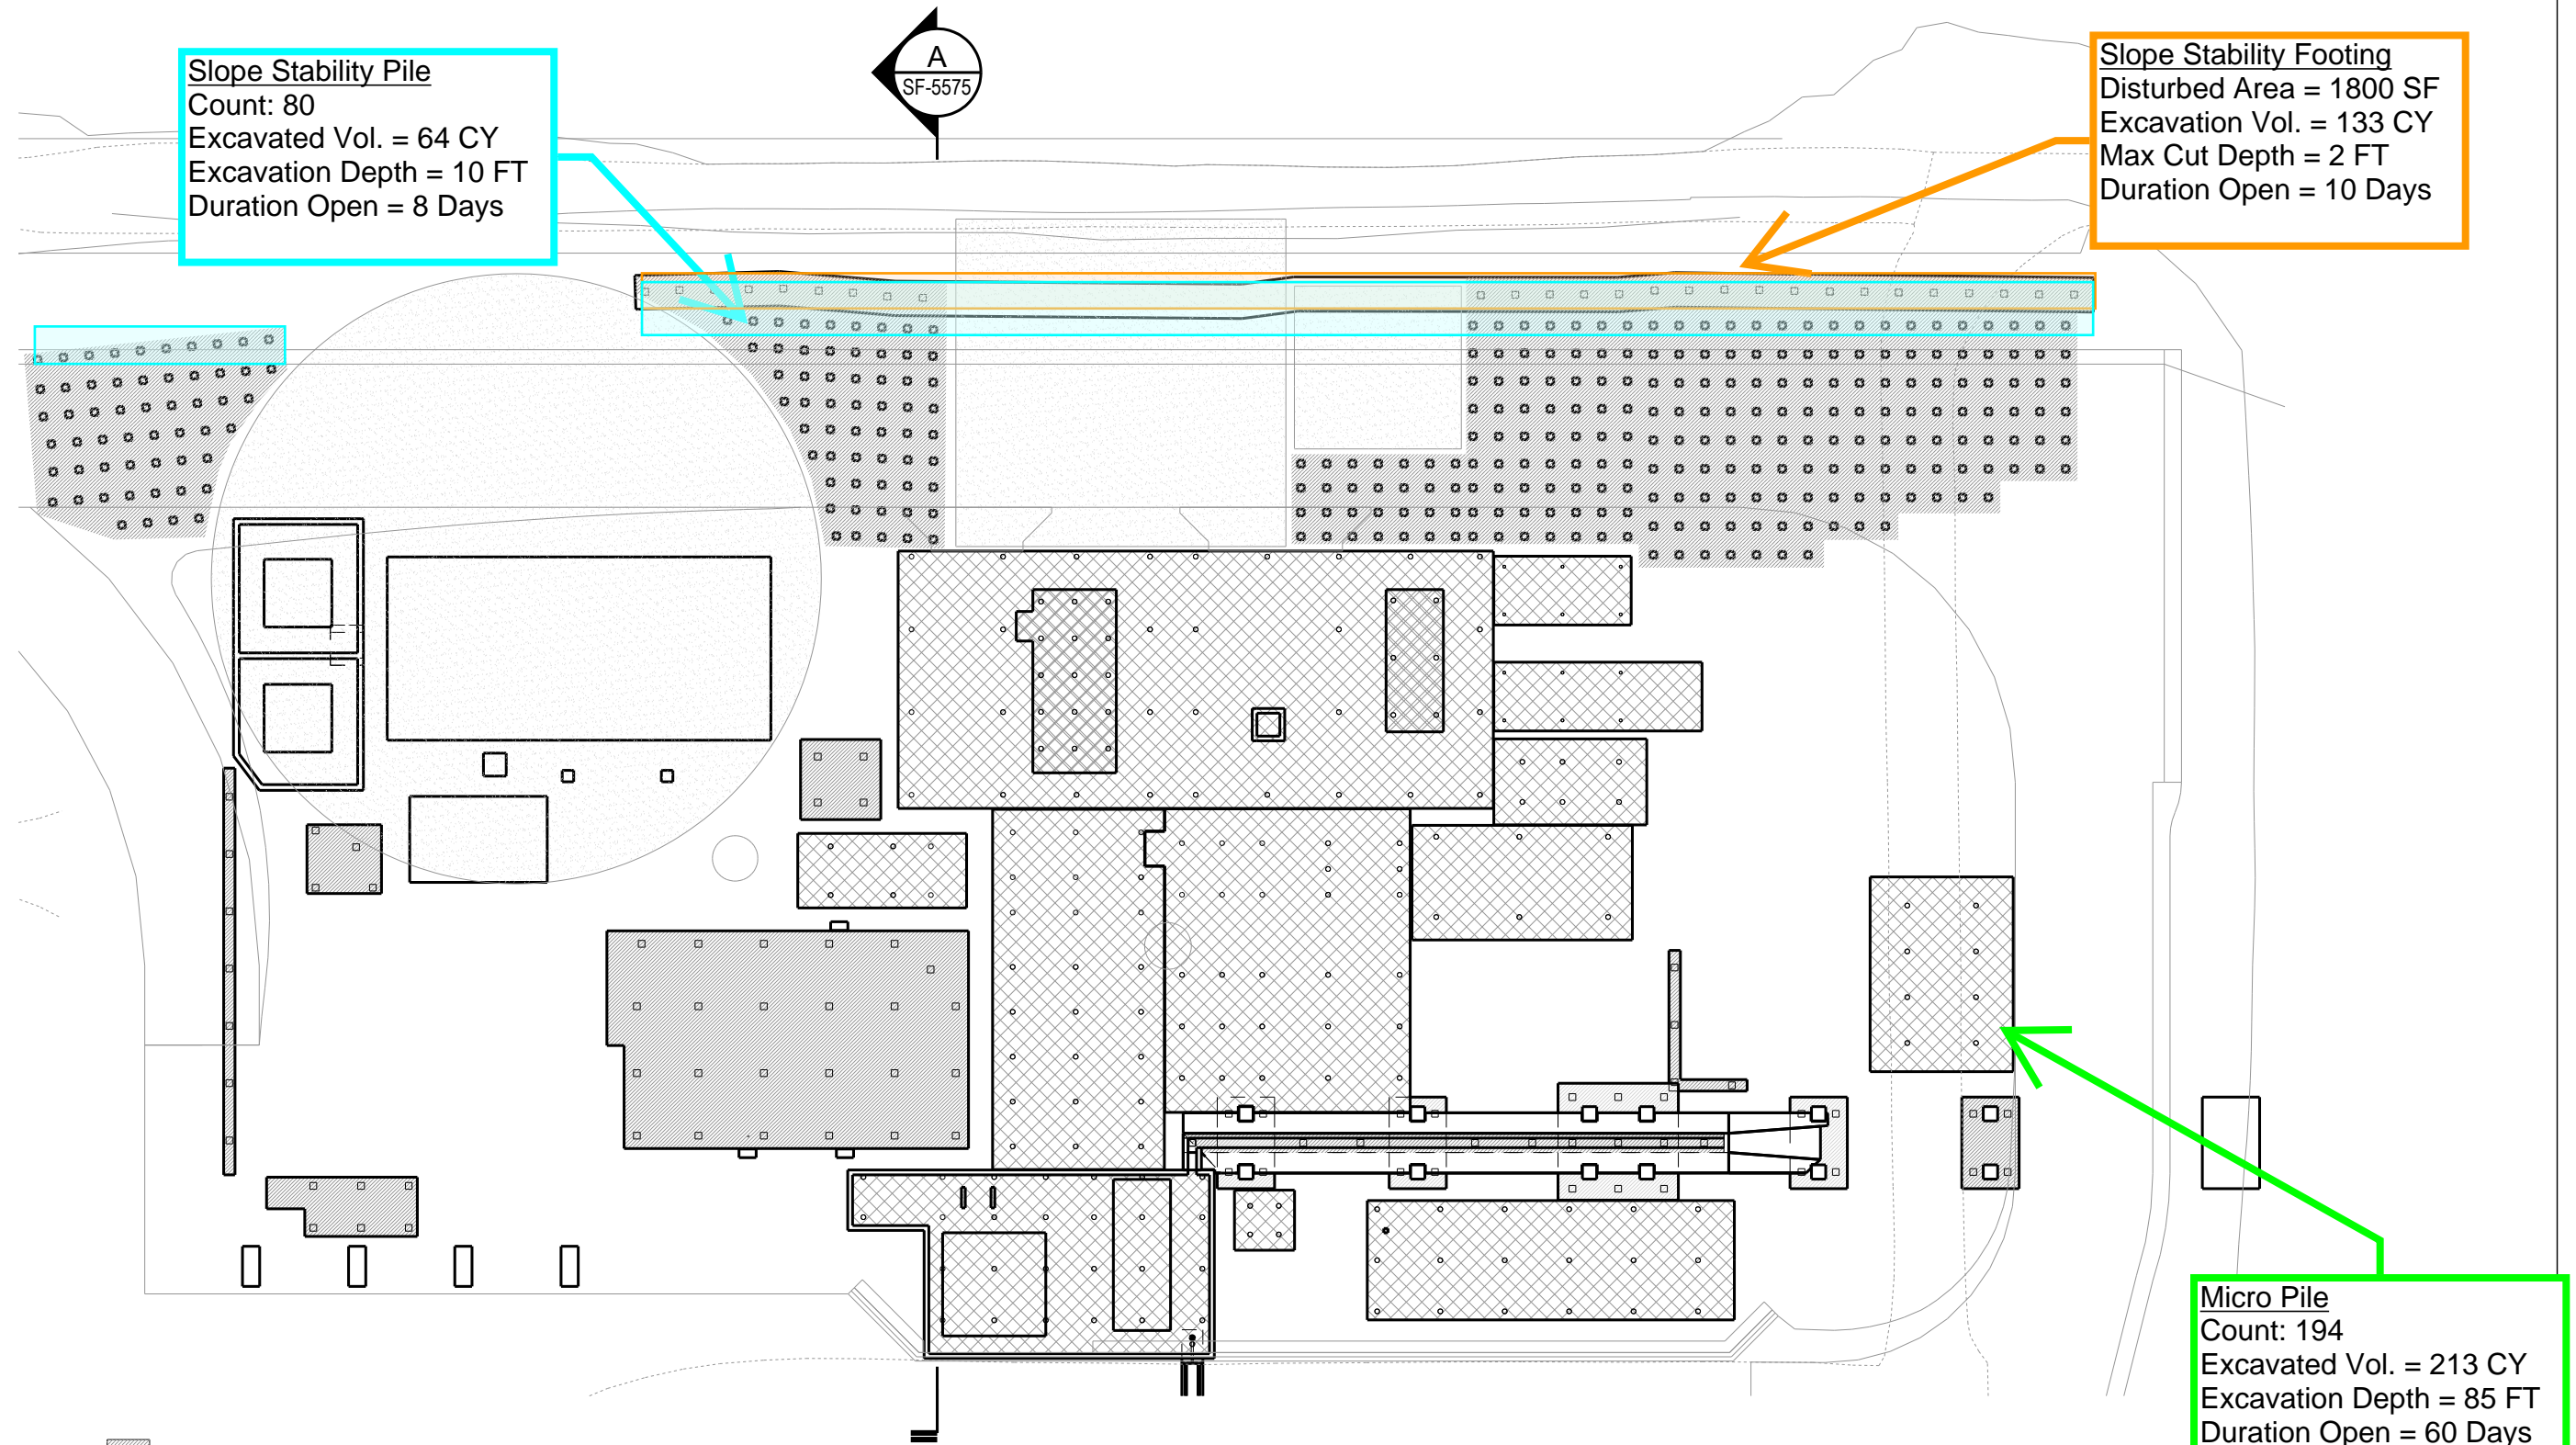 Slope Stability Pile
Count: 80
Excavated Vol. = 64 CY
Excavation Depth = 10 FT
Duration Open = 8 Days
A
SF-5575
Slope Stability Footing
Disturbed Area = 1800 SF
Excavation Vol. = 133 CY
Max Cut Depth = 2 FT
Duration Open = 10 Days
Micro Pile
Count: 194
Excavated Vol. = 213 CY
Excavation Depth = 85 FT
Duration Open = 60 Days